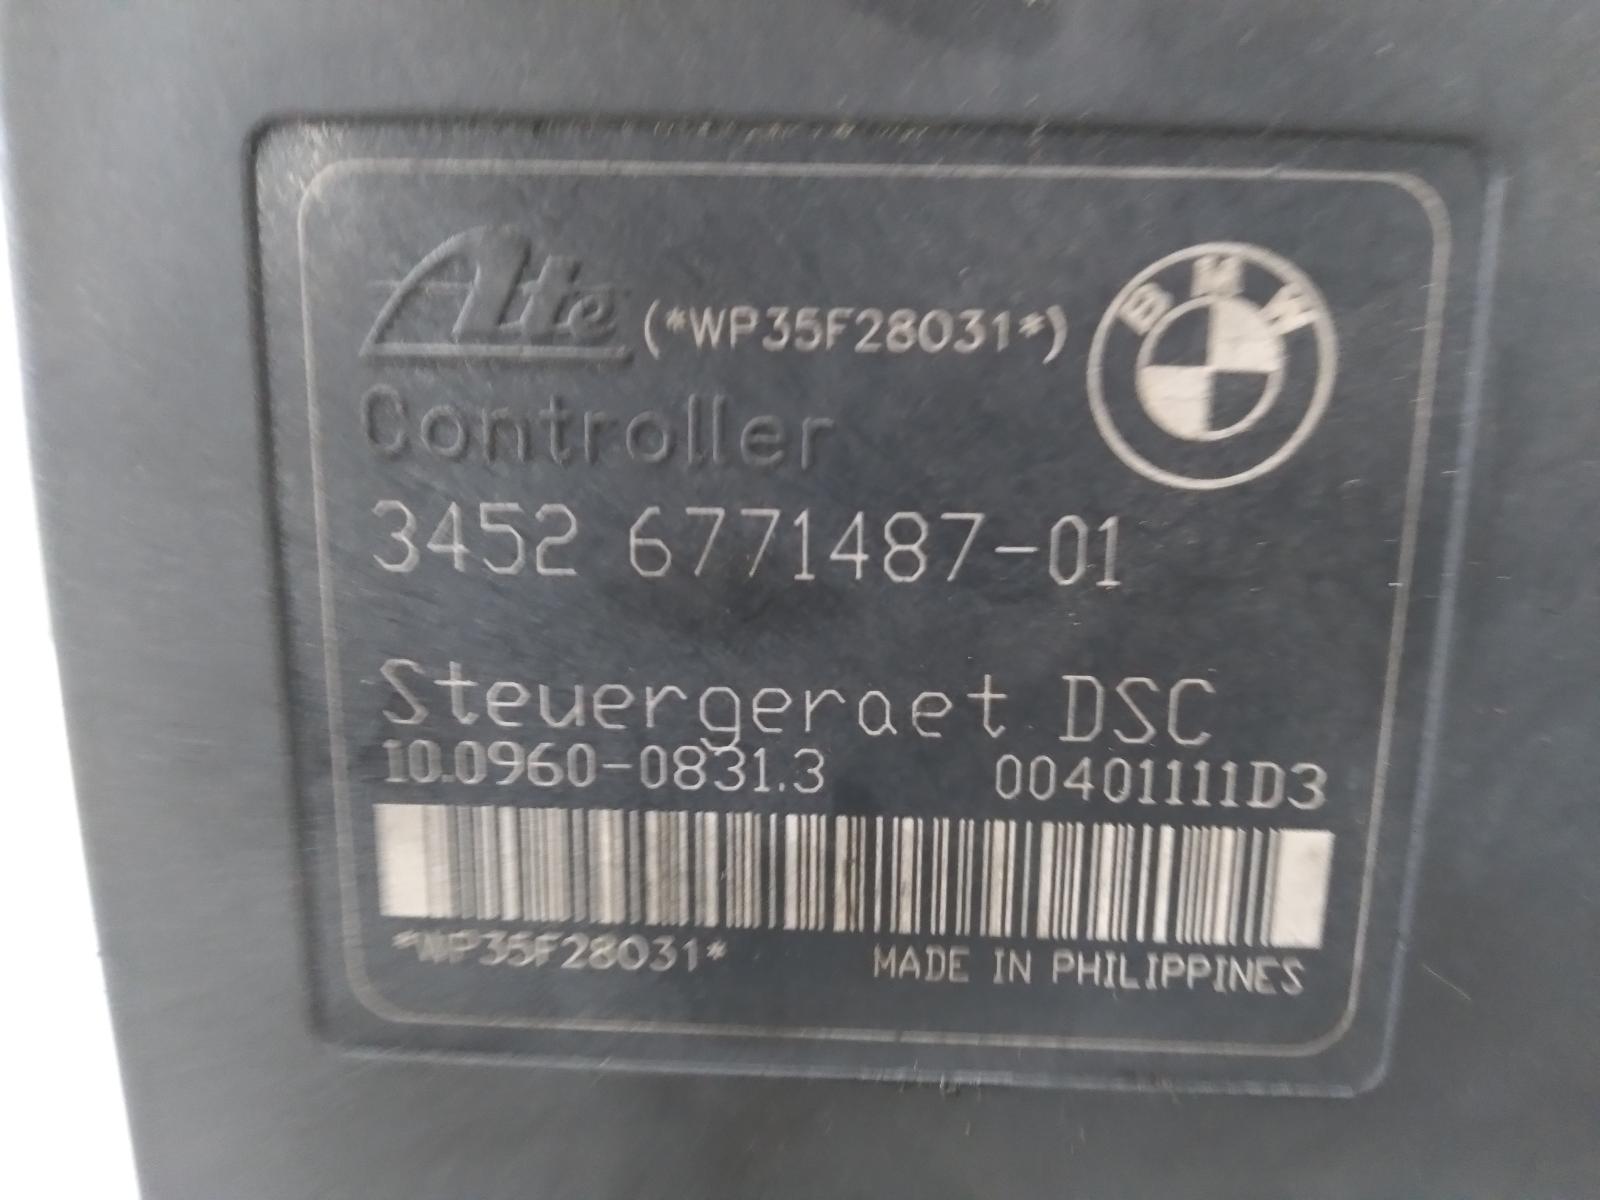 Ate (*WP35F28031*)
BMW
Controller
3452 6771487-01
Steuergeraet DSC
10.0960-0831.3 00401111D3
*WP35F28031* MADE IN PHILIPPINES